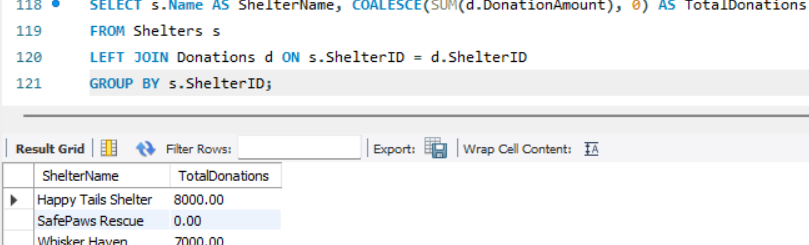 118 SELECT s.Name AS ShelterName, COALESCE(SUM(d.DonationAmount), 0) AS TotalDonations
119 FROM Shelters s
120 LEFT JOIN Donations d ON s.ShelterID = d.ShelterID
121 GROUP BY s.ShelterID;
Result Grid Filter Rows: Export: Wrap Cell Content: IA
ShelterName TotalDonations
Happy Tails Shelter 8000.00
SafePaws Rescue 0.00
Whisker Haven 7000.00